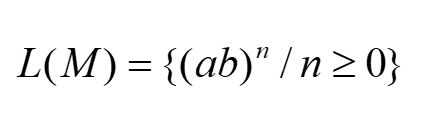 L(M) = {(ab)ⁿ / n ≥ 0}